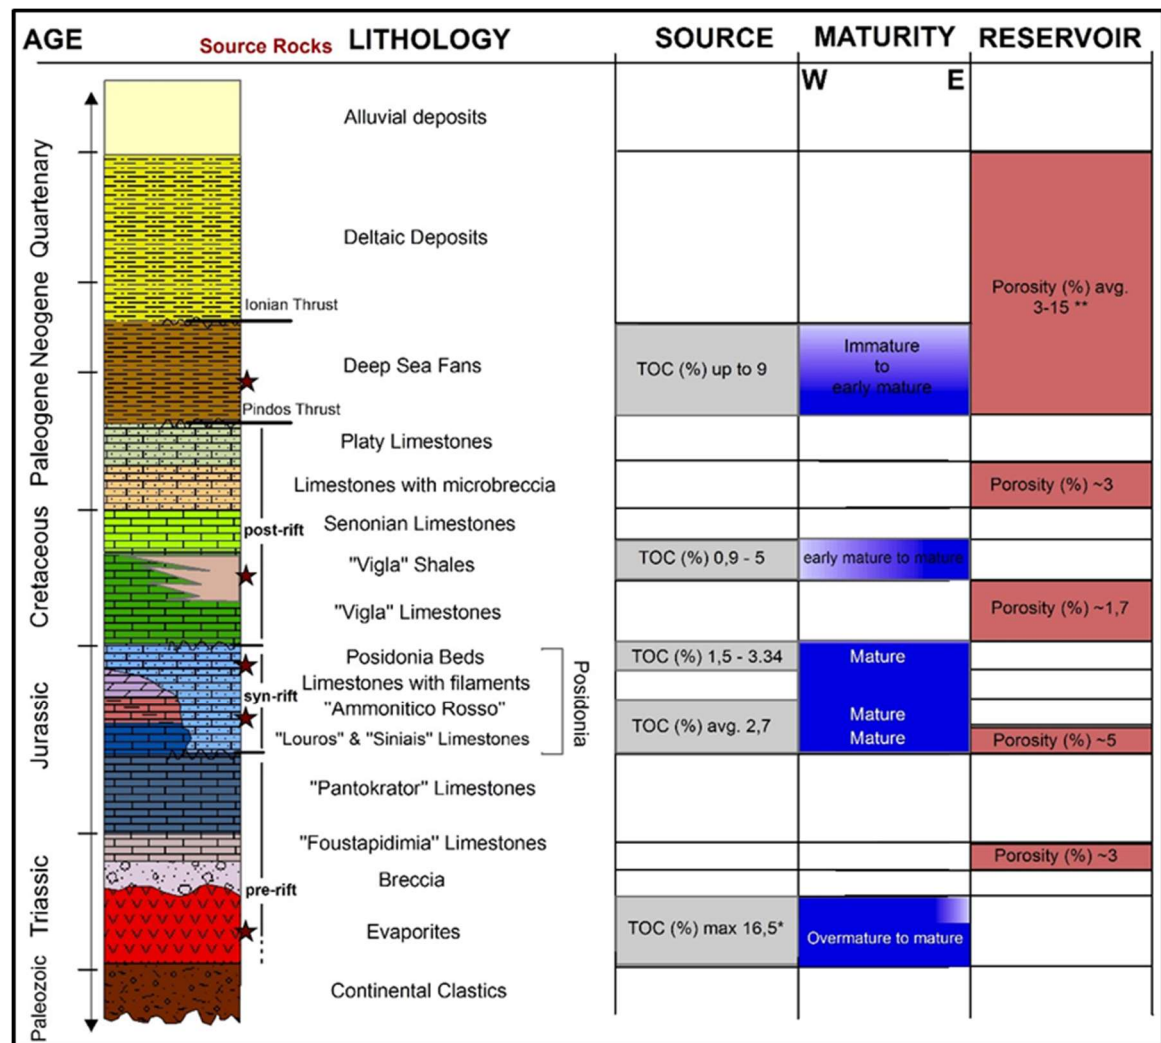 AGE
Source Rocks
LITHOLOGY
SOURCE
MATURITY
RESERVOIR
W
E
Quartenary
Neogene
Paleogene
Cretaceous
Jurassic
Triassic
Paleozoic
Alluvial deposits
Deltaic Deposits
Ionian Thrust
Deep Sea Fans
Pindos Thrust
Platy Limestones
Limestones with microbreccia
Senonian Limestones
post-rift
"Vigla" Shales
"Vigla" Limestones
Posidonia Beds
Limestones with filaments
syn-rift
"Ammonitico Rosso"
"Louros" & "Siniais" Limestones
Posidonia
"Pantokrator" Limestones
"Foustapidimia" Limestones
Breccia
pre-rift
Evaporites
Continental Clastics
TOC (%) up to 9
TOC (%) 0,9 - 5
TOC (%) 1,5 - 3.34
TOC (%) avg. 2,7
TOC (%) max 16,5*
Immature
to
early mature
early mature to mature
Mature
Mature
Mature
Overmature to mature
Porosity (%) avg.
3-15 **
Porosity (%) ~3
Porosity (%) ~1,7
Porosity (%) ~5
Porosity (%) ~3